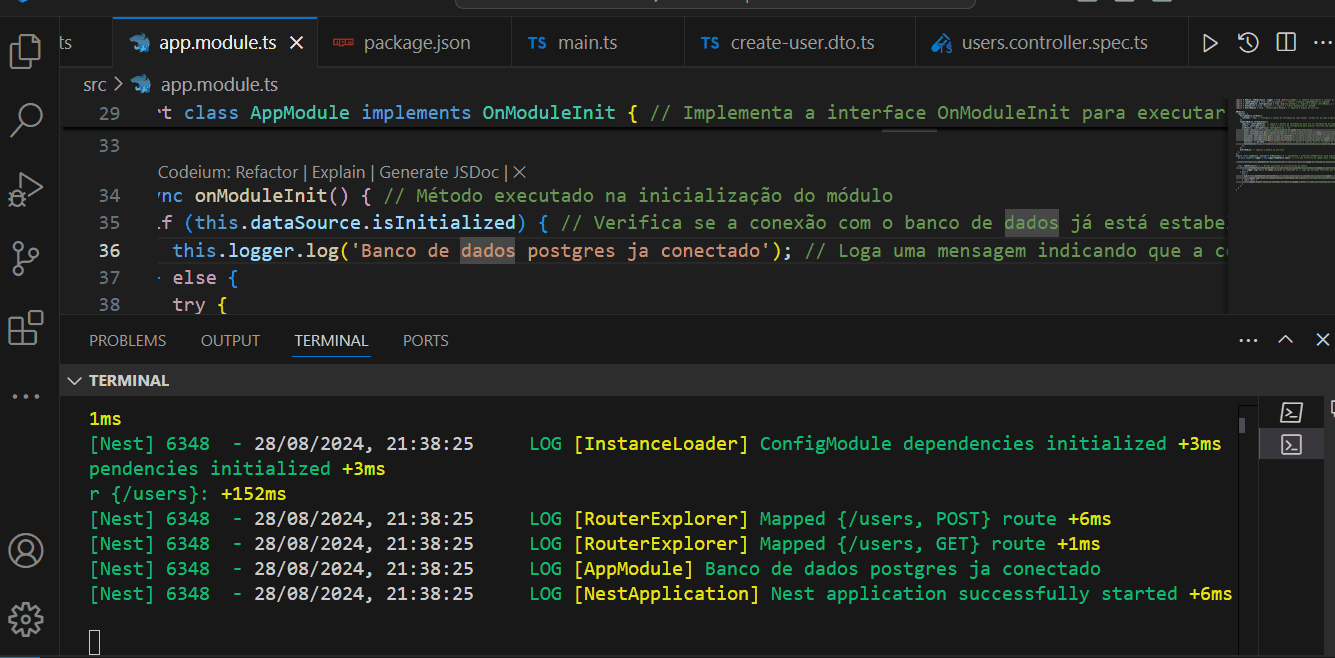 ts
app.module.ts
package.json
TS main.ts
TS create-user.dto.ts
users.controller.spec.ts
src > app.module.ts
29 rt class AppModule implements OnModuleInit { // Implementa a interface OnModuleInit para executar
33
Codeium: Refactor | Explain | Generate JSDoc | ×
34 nc onModuleInit() { // Método executado na inicialização do módulo
35 f (this.dataSource.isInitialized) { // Verifica se a conexão com o banco de dados já está estabe
36 this.logger.log('Banco de dados postgres ja conectado'); // Loga uma mensagem indicando que a c
37 else {
38 try {
PROBLEMS OUTPUT TERMINAL PORTS
TERMINAL
1ms
[Nest] 6348 - 28/08/2024, 21:38:25 LOG [InstanceLoader] ConfigModule dependencies initialized +3ms
pendencies initialized +3ms
r {/users}: +152ms
[Nest] 6348 - 28/08/2024, 21:38:25 LOG [RouterExplorer] Mapped {/users, POST} route +6ms
[Nest] 6348 - 28/08/2024, 21:38:25 LOG [RouterExplorer] Mapped {/users, GET} route +1ms
[Nest] 6348 - 28/08/2024, 21:38:25 LOG [AppModule] Banco de dados postgres ja conectado
[Nest] 6348 - 28/08/2024, 21:38:25 LOG [NestApplication] Nest application successfully started +6ms